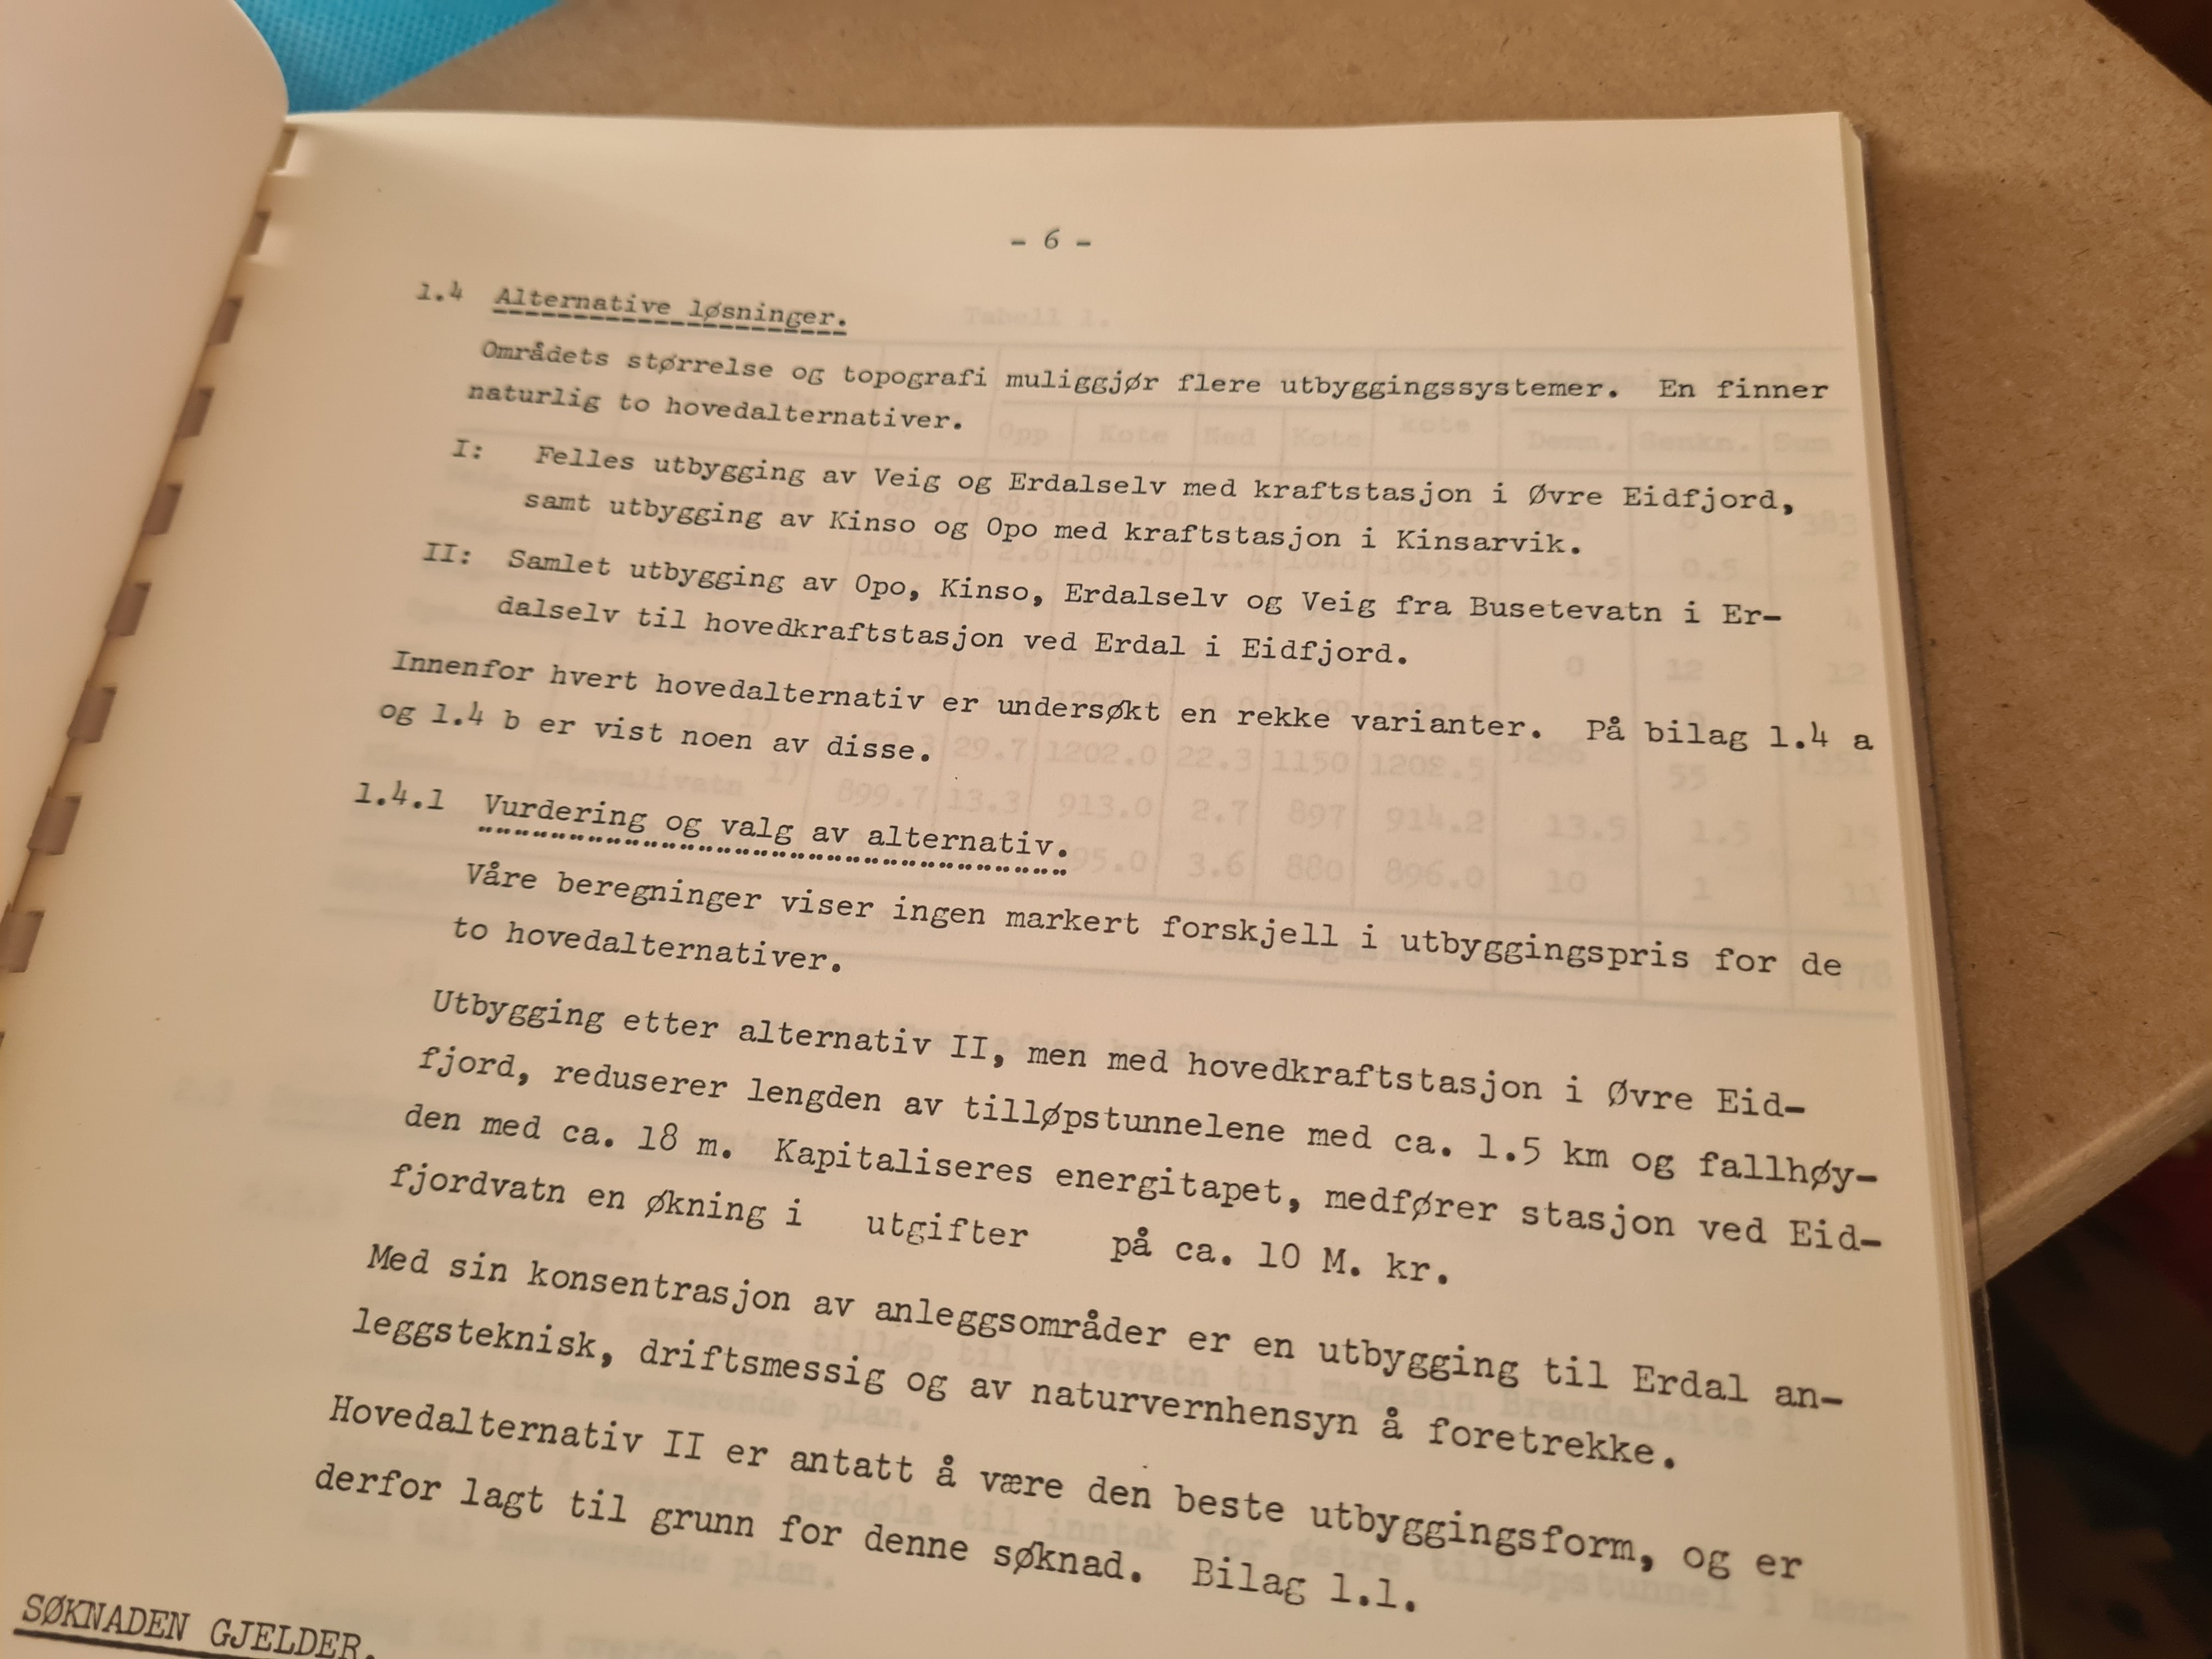 - 6 -
1.4 Alternative løsninger.
Områdets størrelse og topografi muliggjør flere utbyggingssystemer. En finner
naturlig to hovedalternativer.
I: Felles utbygging av Veig og Erdalselv med kraftstasjon i Øvre Eidfjord,
samt utbygging av Kinso og Opo med kraftstasjon i Kinsarvik.
II: Samlet utbygging av Opo, Kinso, Erdalselv og Veig fra Busetevatn i Er-
dalselv til hovedkraftstasjon ved Erdal i Eidfjord.
Innenfor hvert hovedalternativ er undersøkt en rekke varianter. På bilag 1.4 a
og 1.4 b er vist noen av disse.
1.4.1 Vurdering og valg av alternativ.
Våre beregninger viser ingen markert forskjell i utbyggingspris for de
to hovedalternativer.
Utbygging etter alternativ II, men med hovedkraftstasjon i Øvre Eid-
fjord, reduserer lengden av tilløpstunnelene med ca. 1.5 km og fallhøy-
den med ca. 18 m. Kapitaliseres energitapet, medfører stasjon ved Eid-
fjordvatn en økning i utgifter på ca. 10 M. kr.
Med sin konsentrasjon av anleggsområder er en utbygging til Erdal an-
leggsteknisk, driftsmessig og av naturvernhensyn å foretrekke.
Hovedalternativ II er antatt å være den beste utbyggingsform, og er
derfor lagt til grunn for denne søknad. Bilag 1.1.
SØKNADEN GJELDER.